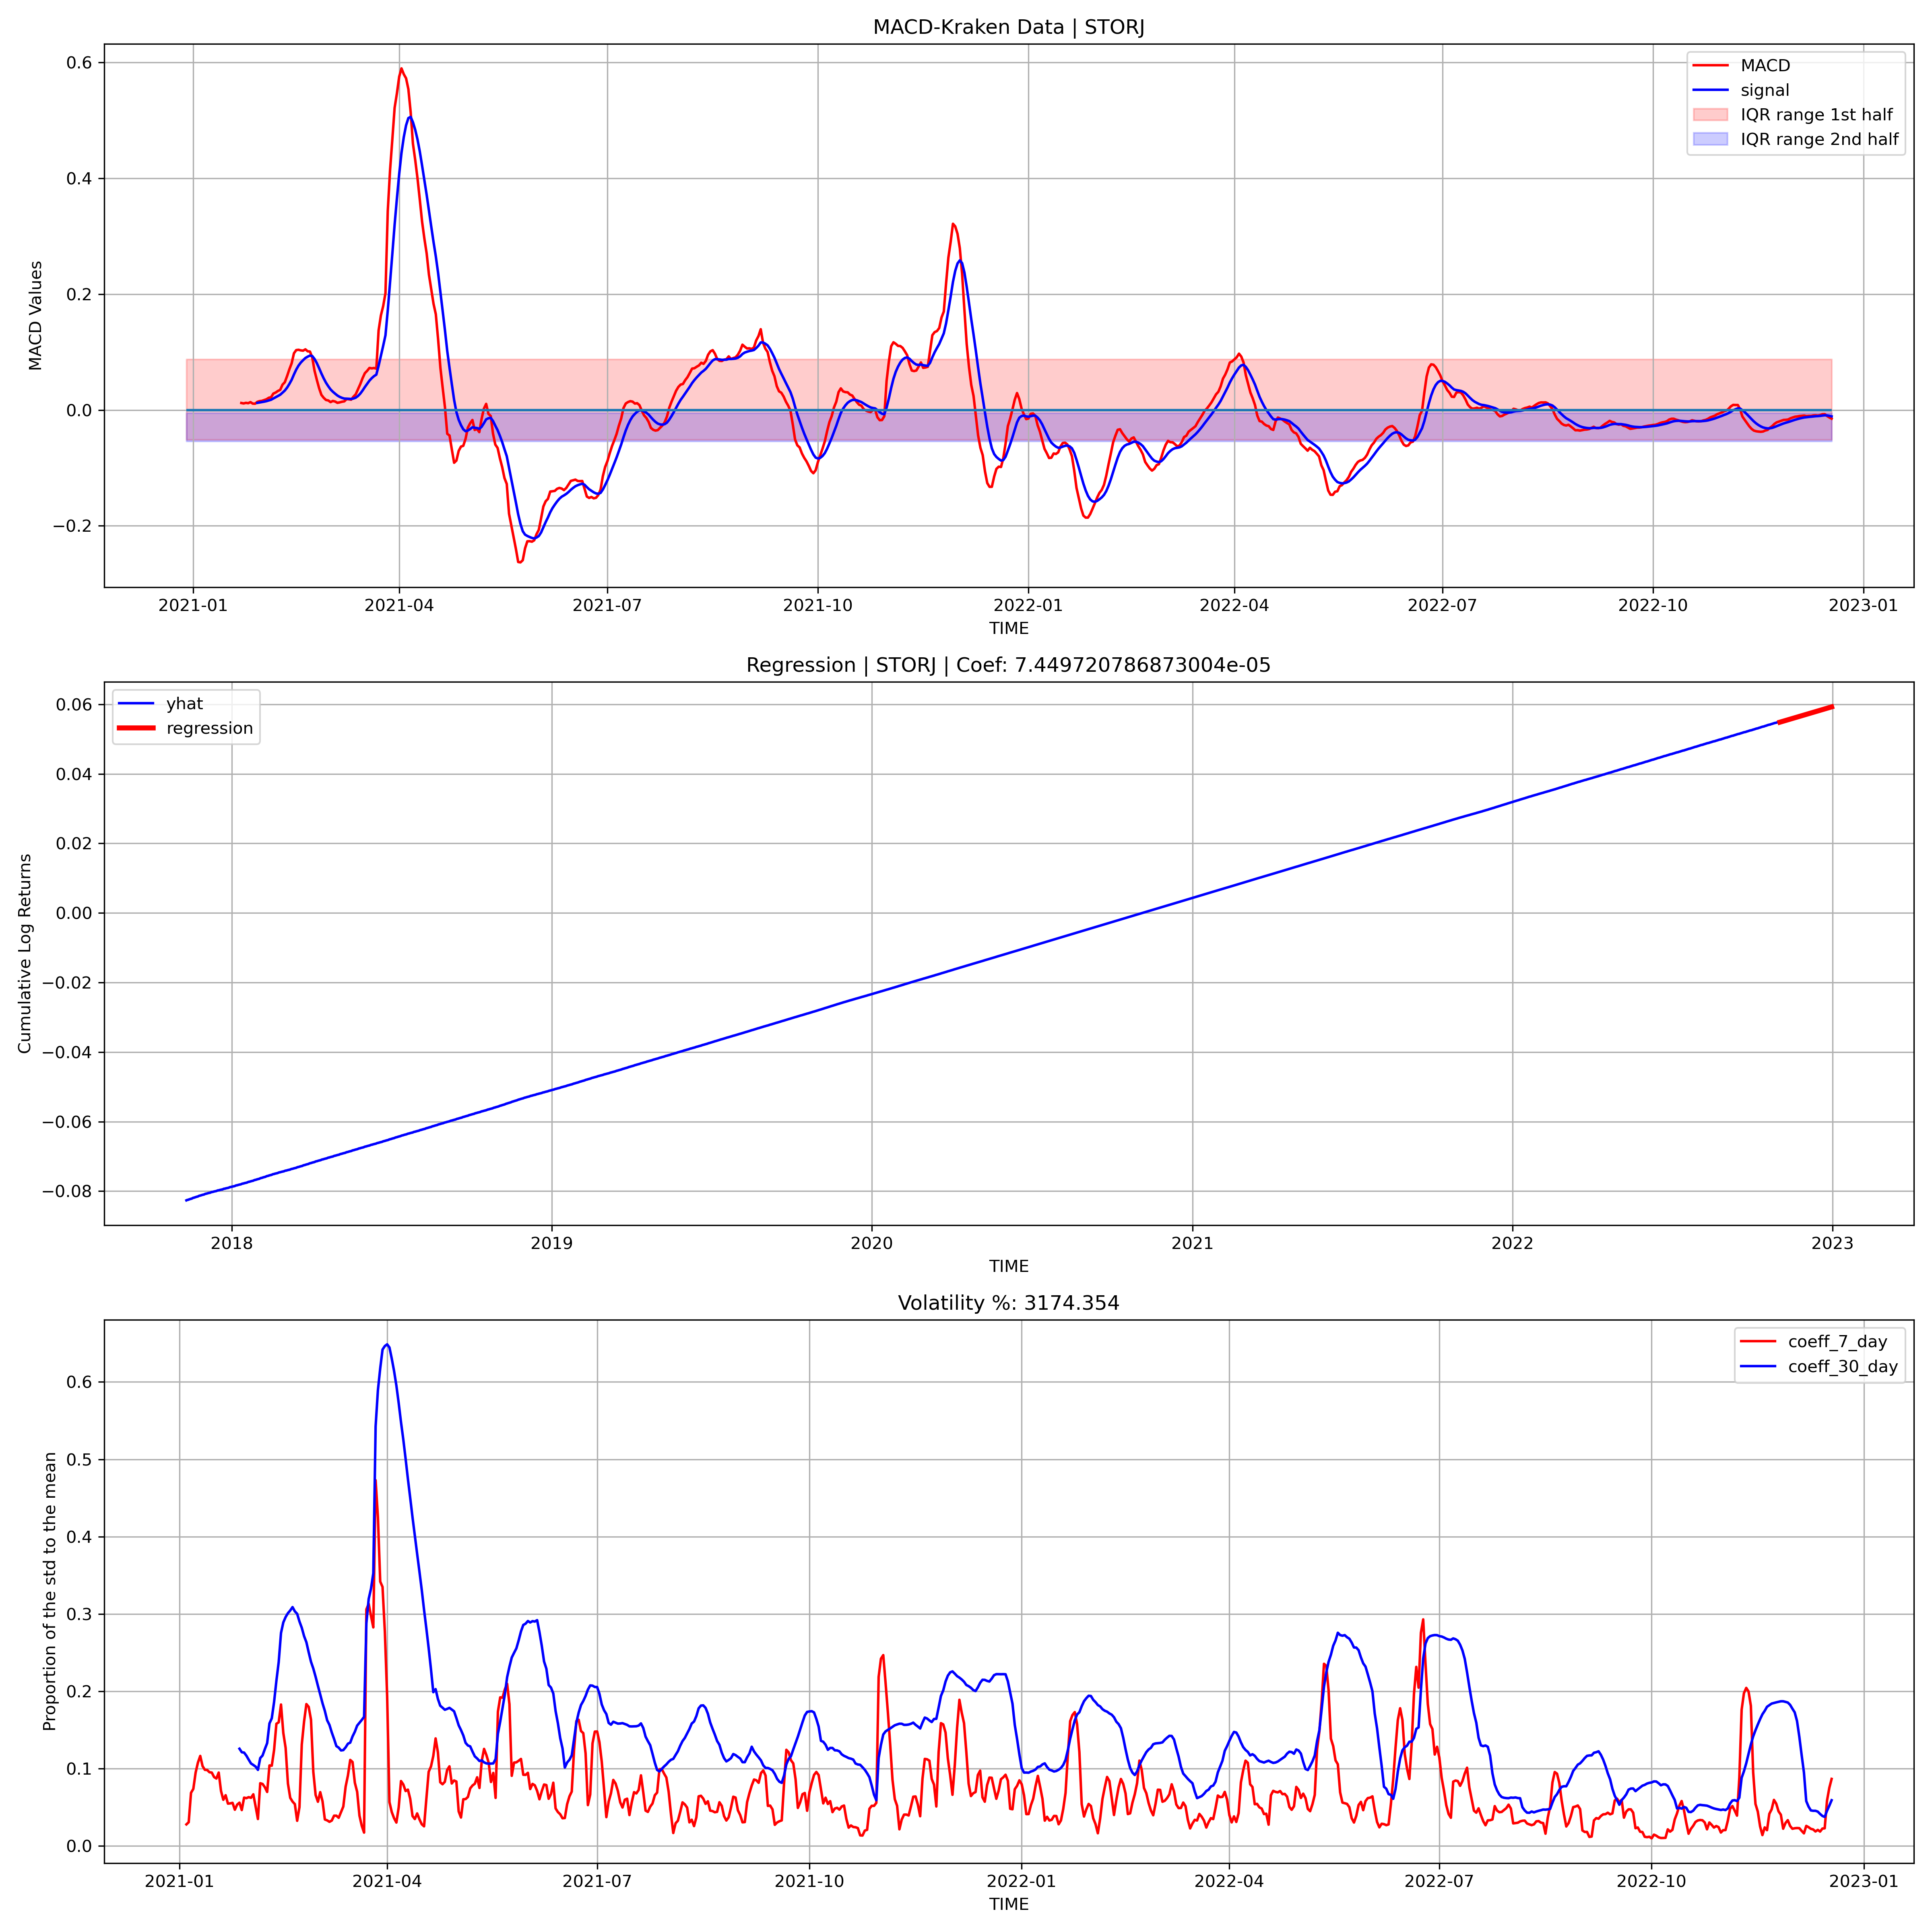 MACD-Kraken Data | STORJ
MACD Values
0.6
0.4
0.2
0.0
−0.2
MACD
signal
IQR range 1st half
IQR range 2nd half
2021-01 2021-04 2021-07 2021-10 2022-01 2022-04 2022-07 2022-10 2023-01
TIME
Regression | STORJ | Coef: 7.449720786873004e-05
Cumulative Log Returns
yhat
regression
0.06
0.04
0.02
0.00
−0.02
−0.04
−0.06
−0.08
2018 2019 2020 2021 2022 2023
TIME
Volatility %: 3174.354
Proportion of the std to the mean
coeff_7_day
coeff_30_day
0.6
0.5
0.4
0.3
0.2
0.1
0.0
2021-01 2021-04 2021-07 2021-10 2022-01 2022-04 2022-07 2022-10 2023-01
TIME